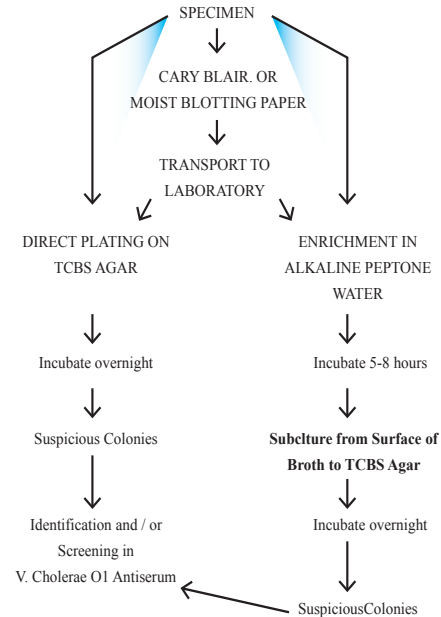 SPECIMEN
CARY BLAIR. OR
MOIST BLOTTING PAPER
TRANSPORT TO
LABORATORY
DIRECT PLATING ON
TCBS AGAR
ENRICHMENT IN
ALKALINE PEPTONE
WATER
Incubate overnight
Incubate 5-8 hours
Suspicious Colonies
Subclture from Surface of
Broth to TCBS Agar
Identification and / or
Screening in
V. Cholerae O1 Antiserum
Incubate overnight
SuspiciousColonies